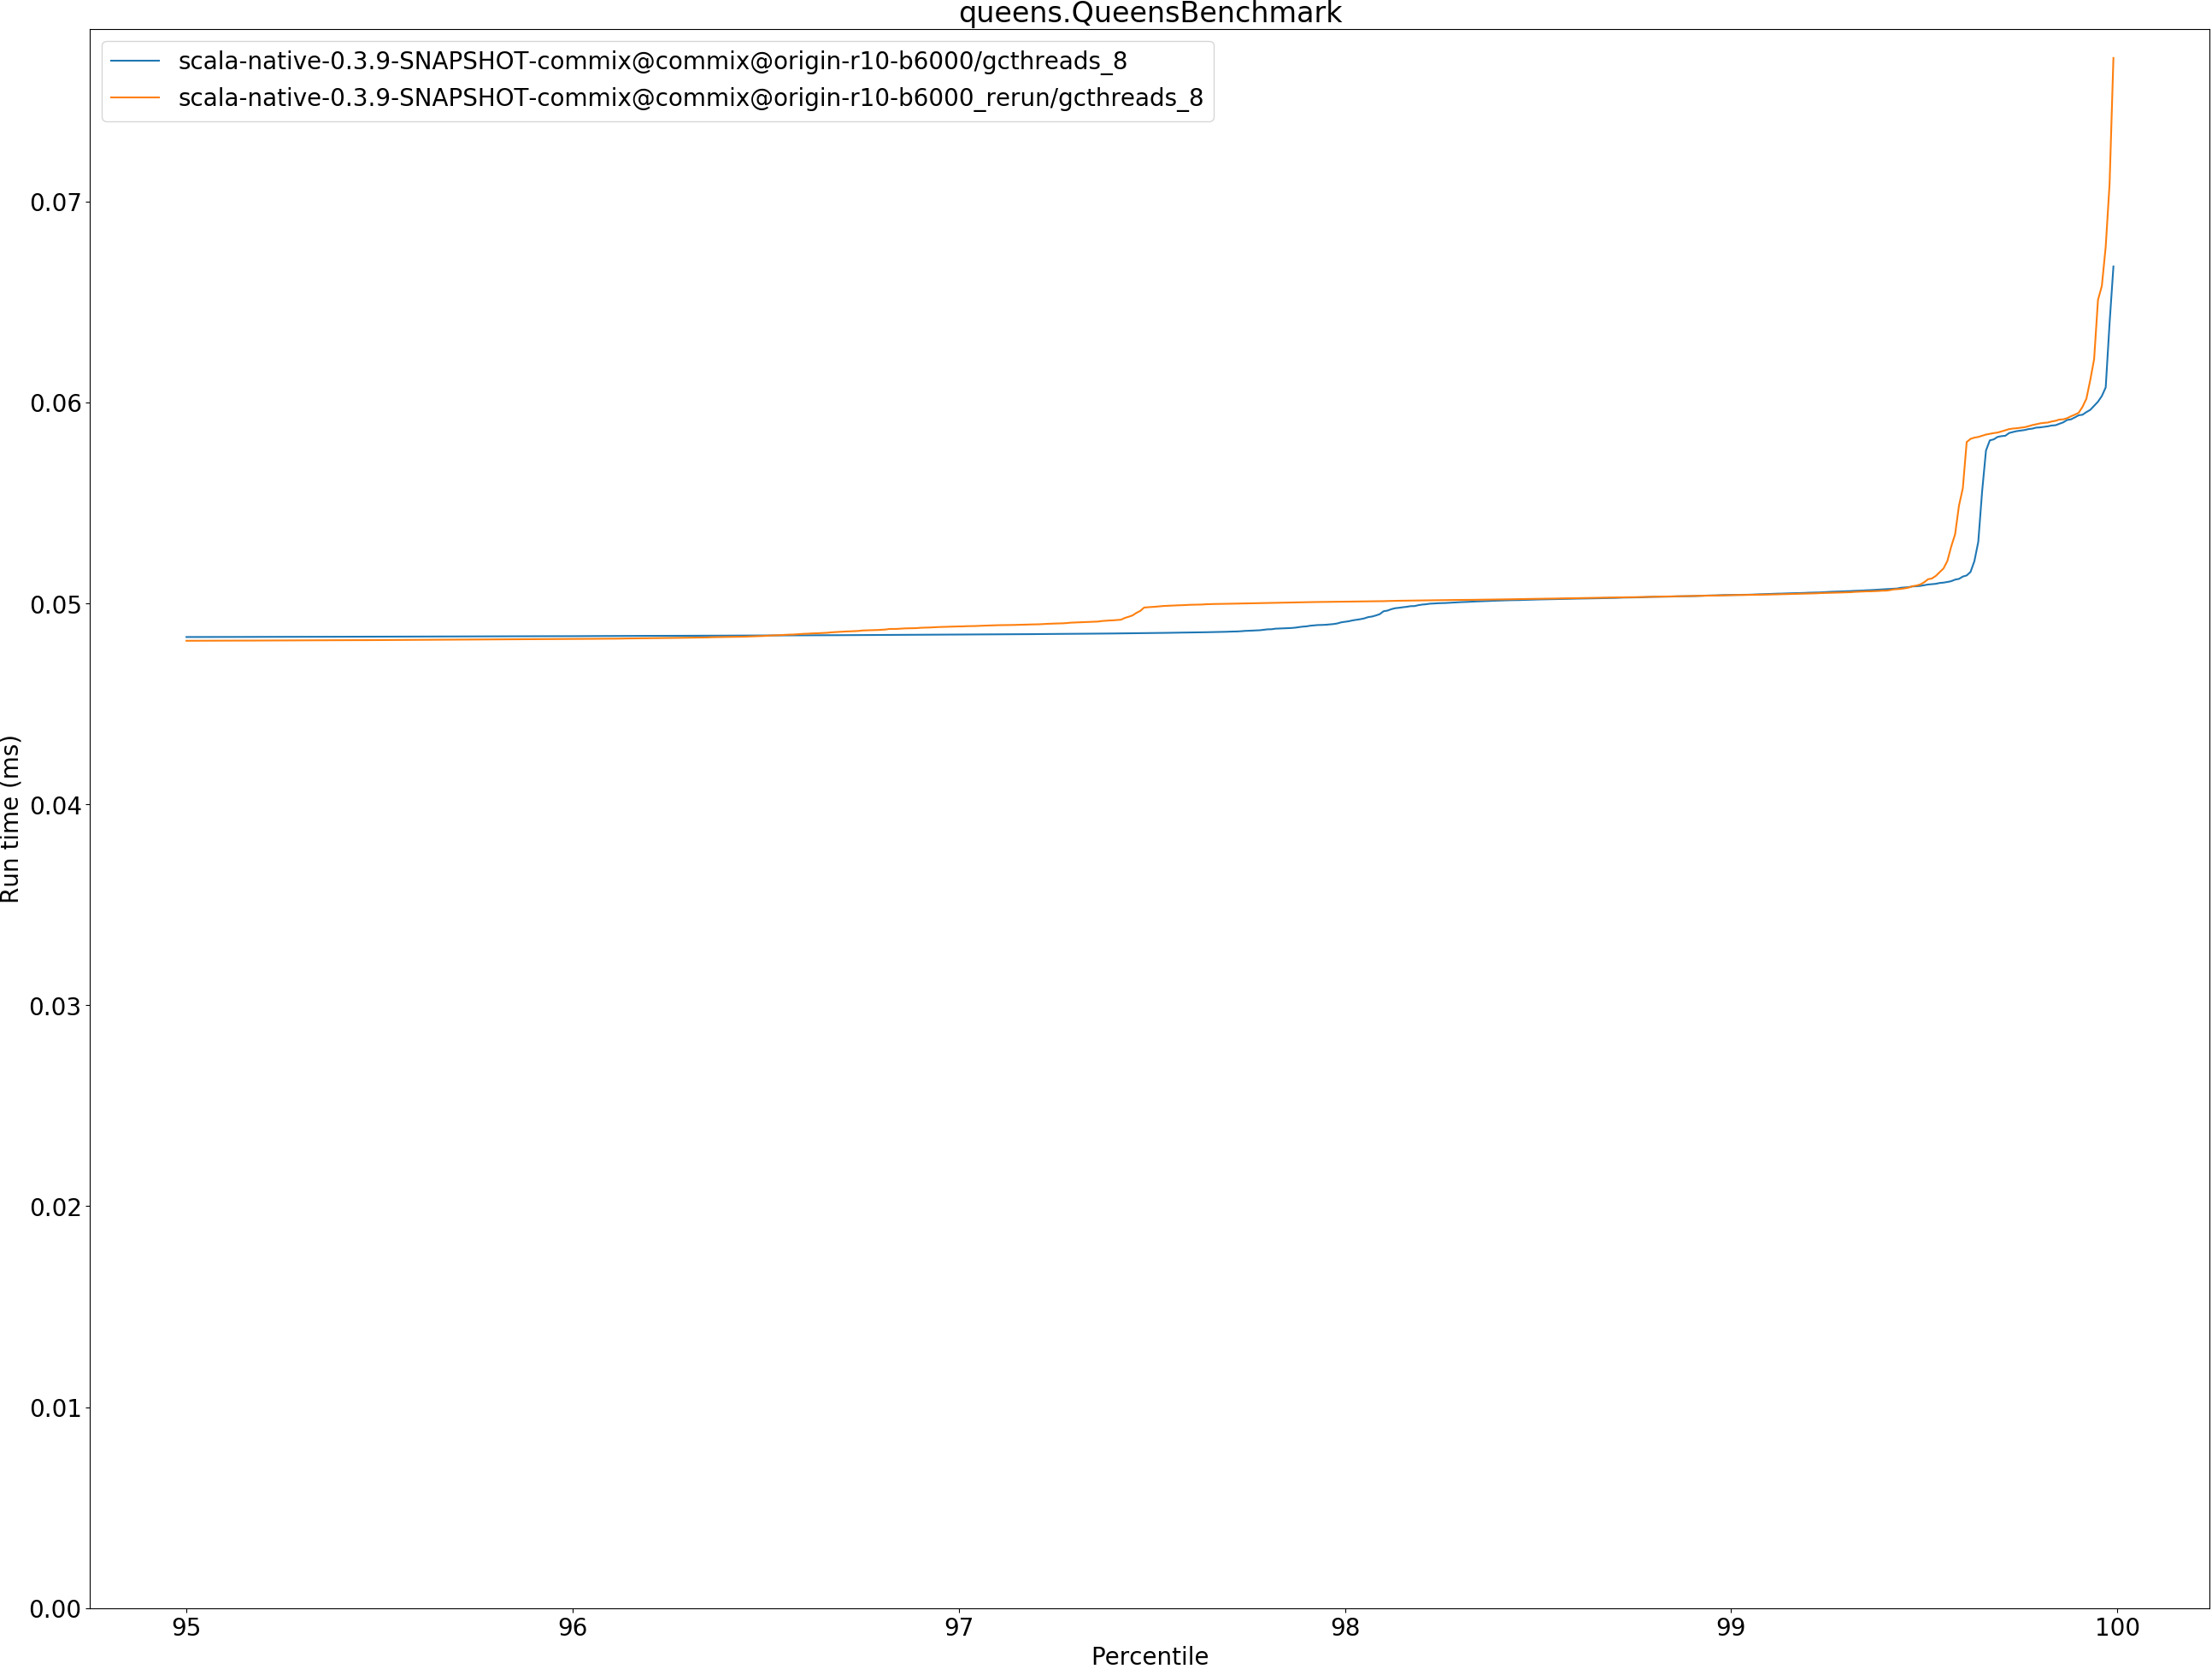 queens.QueensBenchmark
scala-native-0.3.9-SNAPSHOT-commix@commix@origin-r10-b6000/gcthreads_8
scala-native-0.3.9-SNAPSHOT-commix@commix@origin-r10-b6000_rerun/gcthreads_8
0.07
0.06
0.05
0.04
0.03
0.02
0.01
0.00
Run time (ms)
95 96 97 98 99 100
Percentile